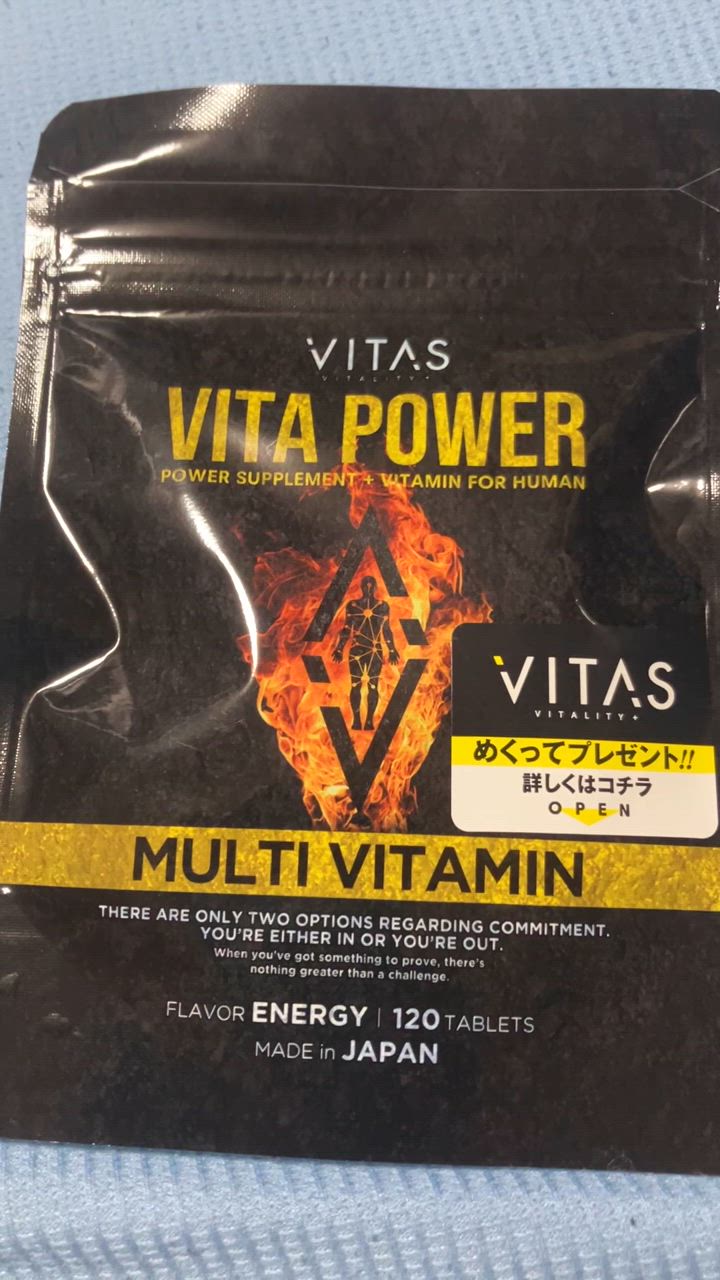 VITAS
VITALITY+
VITA POWER
POWER SUPPLEMENT + VITAMIN FOR HUMAN
VITAS
VITALITY+
めくってプレゼント!!
詳しくはコチラ
OPEN
MULTI VITAMIN
THERE ARE ONLY TWO OPTIONS REGARDING COMMITMENT.
YOU'RE EITHER IN OR YOU'RE OUT.
When you've got something to prove, there's
nothing greater than a challenge.
FLAVOR ENERGY | 120 TABLETS
MADE in JAPAN